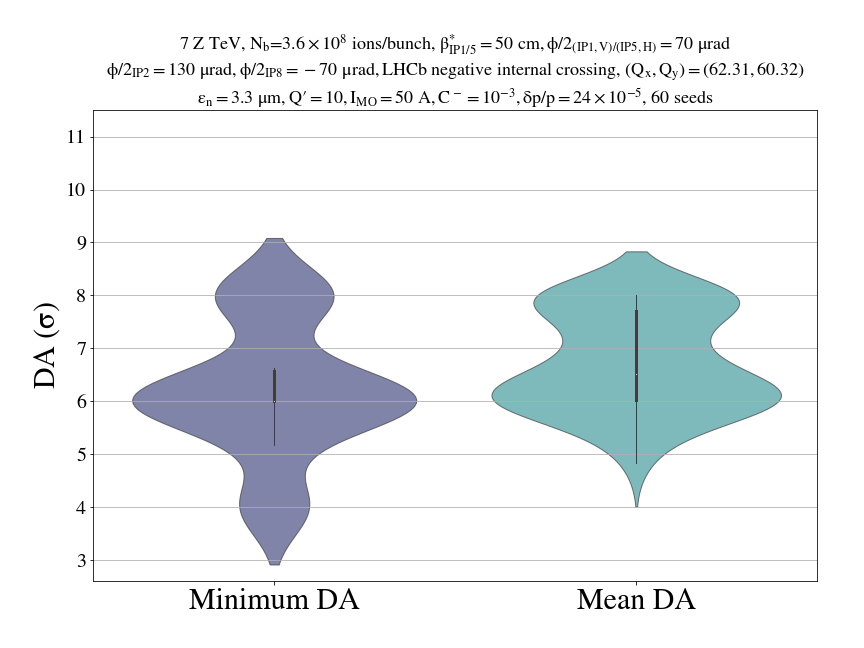 7 Z TeV, N_b=3.6 × 10^8 ions/bunch, β^*_IP1/5 = 50 cm, ϕ/2_(IP1,V)/(IP5,H) = 70 μrad
ϕ/2_IP2 = 130 μrad, ϕ/2_IP8 = −70 μrad, LHCb negative internal crossing, (Q_x, Q_y) = (62.31, 60.32)
ε_n = 3.3 μm, Q′ = 10, I_MO = 50 A, C^− = 10^−3, δp/p = 24 × 10^−5, 60 seeds
11
10
9
8
7
6
5
4
3
DA (σ)
Minimum DA Mean DA